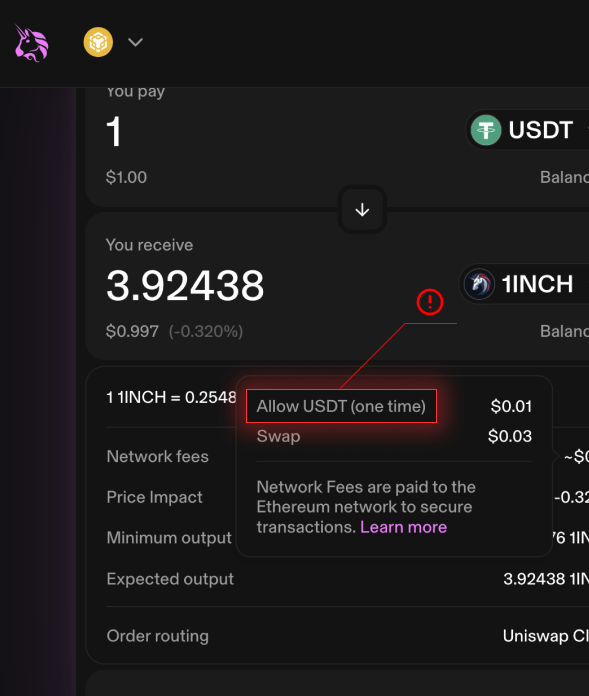 You pay
1
USDT
$1.00
Balanc
You receive
3.92438
1INCH
$0.997 (-0.320%)
Balanc
1 1INCH = 0.2548
Allow USDT (one time) $0.01
Swap $0.03
Network fees ~$0
Network Fees are paid to the
Ethereum network to secure
transactions. Learn more
Price Impact -0.32
Minimum output 76 1IN
Expected output 3.92438 1IN
Order routing Uniswap Cl